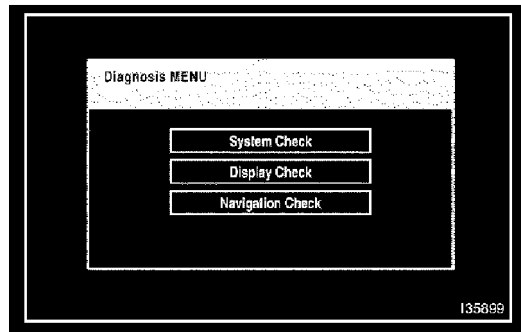 Diagnosis MENU
System Check
Display Check
Navigation Check
I35899